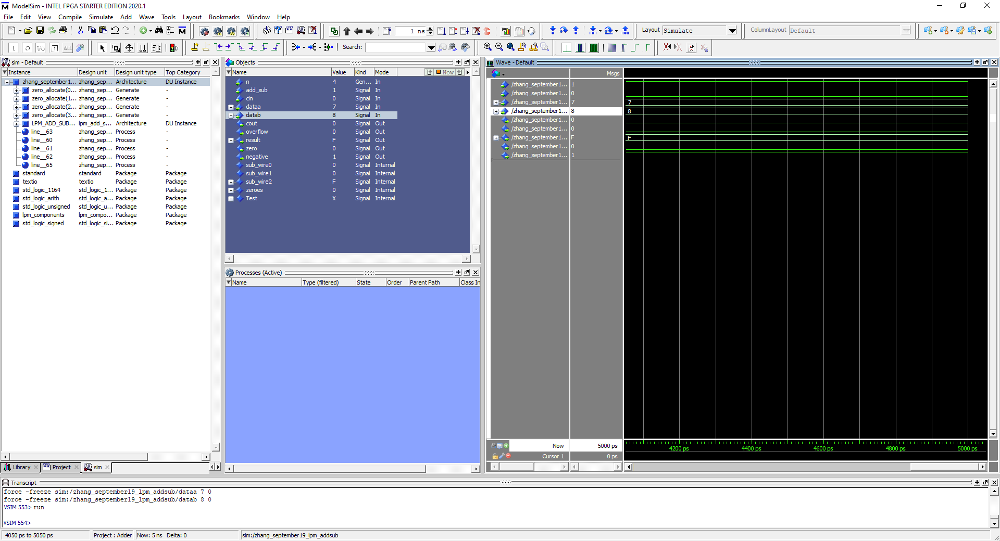 ModelSim - INTEL FPGA STARTER EDITION 2020.1
File Edit View Compile Simulate Add Wave Tools Layout Bookmarks Window Help
1 ns
Layout Simulate
ColumnLayout Default
Search:
sim - Default
Instance Design unit Design unit type Top Category
zhang_september1... zhang_sep... Architecture DU Instance
zero_allocate(0... zhang_sep... Generate -
zero_allocate(1... zhang_sep... Generate -
zero_allocate(2... zhang_sep... Generate -
zero_allocate(3... zhang_sep... Generate -
LPM_ADD_SUB... lpm_add_s... Architecture DU Instance
line__63 zhang_sep... Process -
line__60 zhang_sep... Process -
line__61 zhang_sep... Process -
line__62 zhang_sep... Process -
line__65 zhang_sep... Process -
standard standard Package Package
textio textio Package Package
std_logic_1164 std_logic_1... Package Package
std_logic_arith std_logic_a... Package Package
std_logic_unsigned std_logic_u... Package Package
lpm_components lpm_compo... Package Package
std_logic_signed std_logic_si... Package Package
Library Project sim
Objects
Name Value Kind Mode Now
n 4 Gen... In
add_sub 1 Signal In
cin 0 Signal In
dataa 7 Signal In
datab 8 Signal In
cout 0 Signal Out
overflow 0 Signal Out
result F Signal Out
zero 0 Signal Out
negative 1 Signal Out
sub_wire0 0 Signal Internal
sub_wire1 0 Signal Internal
sub_wire2 F Signal Internal
zeroes 0 Signal Internal
Test X Signal Internal
Processes (Active)
Name Type (filtered) State Order Parent Path Class In
Wave - Default
Msgs
/zhang_september1... 1
/zhang_september1... 0
/zhang_september1... 7 7
/zhang_september1... 8 8
/zhang_september1... 0
/zhang_september1... 0
/zhang_september1... F F
/zhang_september1... 0
/zhang_september1... 1
Now 5000 ps 4200 ps 4400 ps 4600 ps 4800 ps 5000 ps
Cursor 1 0 ps
Transcript
force -freeze sim:/zhang_september19_lpm_addsub/dataa 7 0
force -freeze sim:/zhang_september19_lpm_addsub/datab 8 0
VSIM 553> run
VSIM 554>
4050 ps to 5050 ps Project : Adder Now: 5 ns Delta: 0 sim:/zhang_september19_lpm_addsub